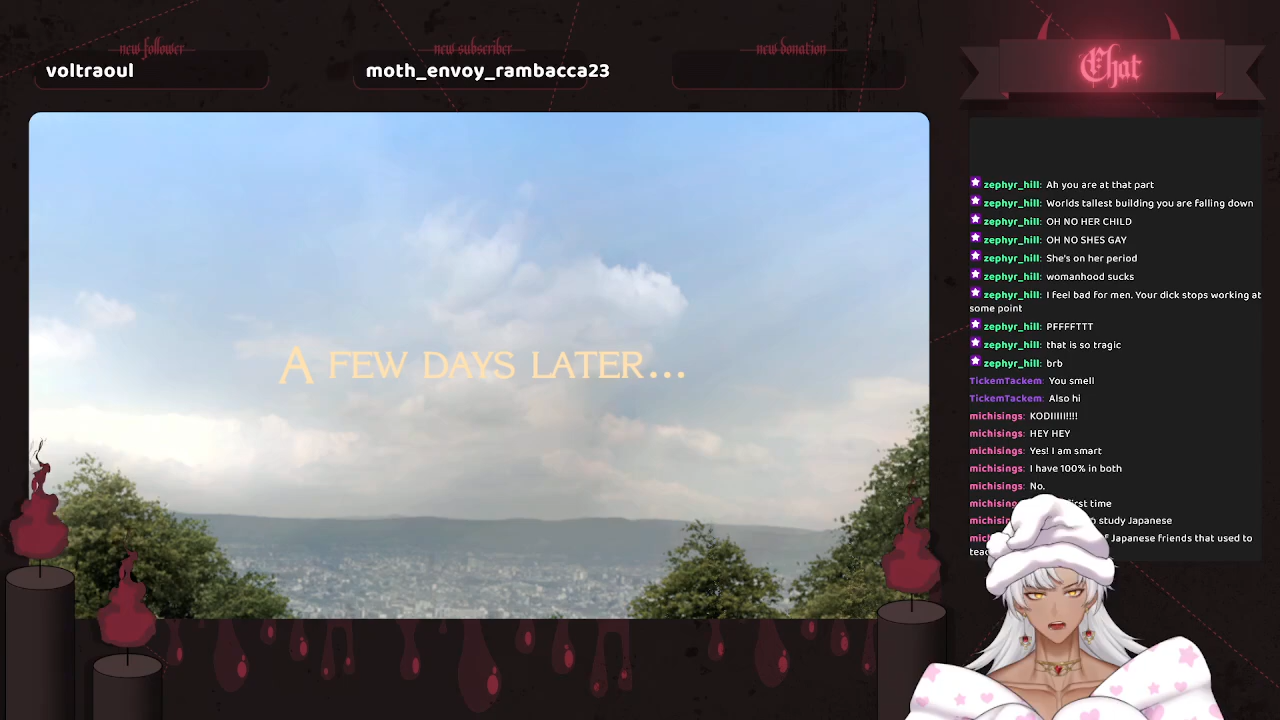 new follower
new subscriber
new donation
Chat
voltraoul
moth_envoy_rambacca23
A FEW DAYS LATER...
zephyr_hill: Ah you are at that part
zephyr_hill: Worlds tallest building you are falling down
zephyr_hill: OH NO HER CHILD
zephyr_hill: OH NO SHES GAY
zephyr_hill: She's on her period
zephyr_hill: womanhood sucks
zephyr_hill: I feel bad for men. Your dick stops working at
some point
zephyr_hill: PFFFFTTT
zephyr_hill: that is so tragic
zephyr_hill: brb
TickemTackem: You smell
TickemTackem: Also hi
michisings: KODIIIII!!!!
michisings: HEY HEY
michisings: Yes! I am smart
michisings: I have 100% in both
michisings: No.
time
study Japanese
Japanese friends that used to